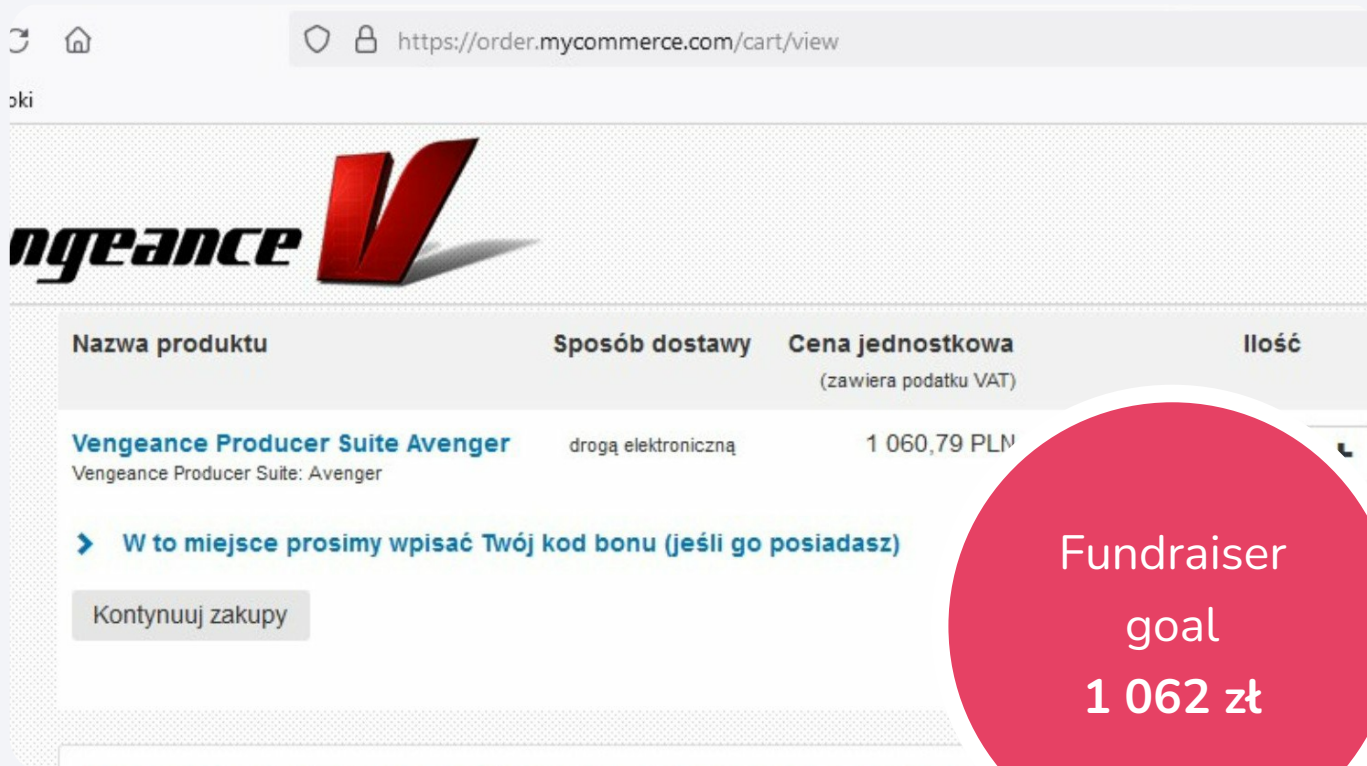 https://order.mycommerce.com/cart/view
oki
ngeance
Nazwa produktu Sposób dostawy Cena jednostkowa Ilość
(zawiera podatku VAT)
Vengeance Producer Suite Avenger drogą elektroniczną 1 060,79 PLN
Vengeance Producer Suite: Avenger
W to miejsce prosimy wpisać Twój kod bonu (jeśli go posiadasz)
Kontynuuj zakupy
Fundraiser
goal
1 062 zł